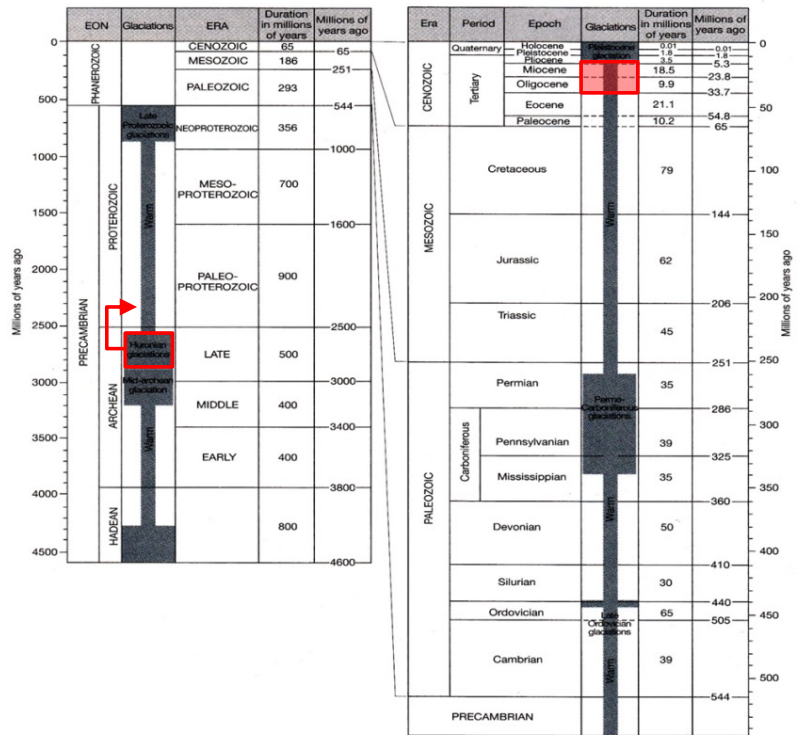 EON
Glaciations
ERA
Duration
in millions
of years
Millions of
years ago
0
500
1000
1500
2000
2500
3000
3500
4000
4500
Millions of years ago
PHANEROZOIC
PRECAMBRIAN
PROTEROZOIC
ARCHEAN
HADEAN
Late
Proterozoic
glaciations
Warm
Huronian
glaciations
Mid-archean
glaciation
Warm
CENOZOIC
65
65
MESOZOIC
186
251
PALEOZOIC
293
544
NEOPROTEROZOIC
356
1000
MESO-
PROTEROZOIC
700
1600
PALEO-
PROTEROZOIC
900
2500
LATE
500
3000
MIDDLE
400
3400
EARLY
400
3800
800
4600
Era
Period
Epoch
Glaciations
Duration
in millions
of years
Millions of
years ago
CENOZOIC
Quaternary
Tertiary
Holocene
0.01
0.01
Pleistocene
1.8
1.8
Pliocene
3.5
5.3
Miocene
18.5
23.8
Oligocene
9.9
33.7
Eocene
21.1
54.8
Paleocene
10.2
65
Pleistocene
glaciation
MESOZOIC
Cretaceous
79
144
Jurassic
62
206
Triassic
45
251
Warm
PALEOZOIC
Permian
35
286
Carboniferous
Pennsylvanian
39
325
Mississippian
35
360
Devonian
50
410
Silurian
30
440
Ordovician
65
505
Cambrian
39
544
Permo-
Carboniferous
glaciations
Warm
Late
Ordovician
glaciations
Warm
PRECAMBRIAN
0
50
100
150
200
250
300
350
400
450
500
Millions of years ago